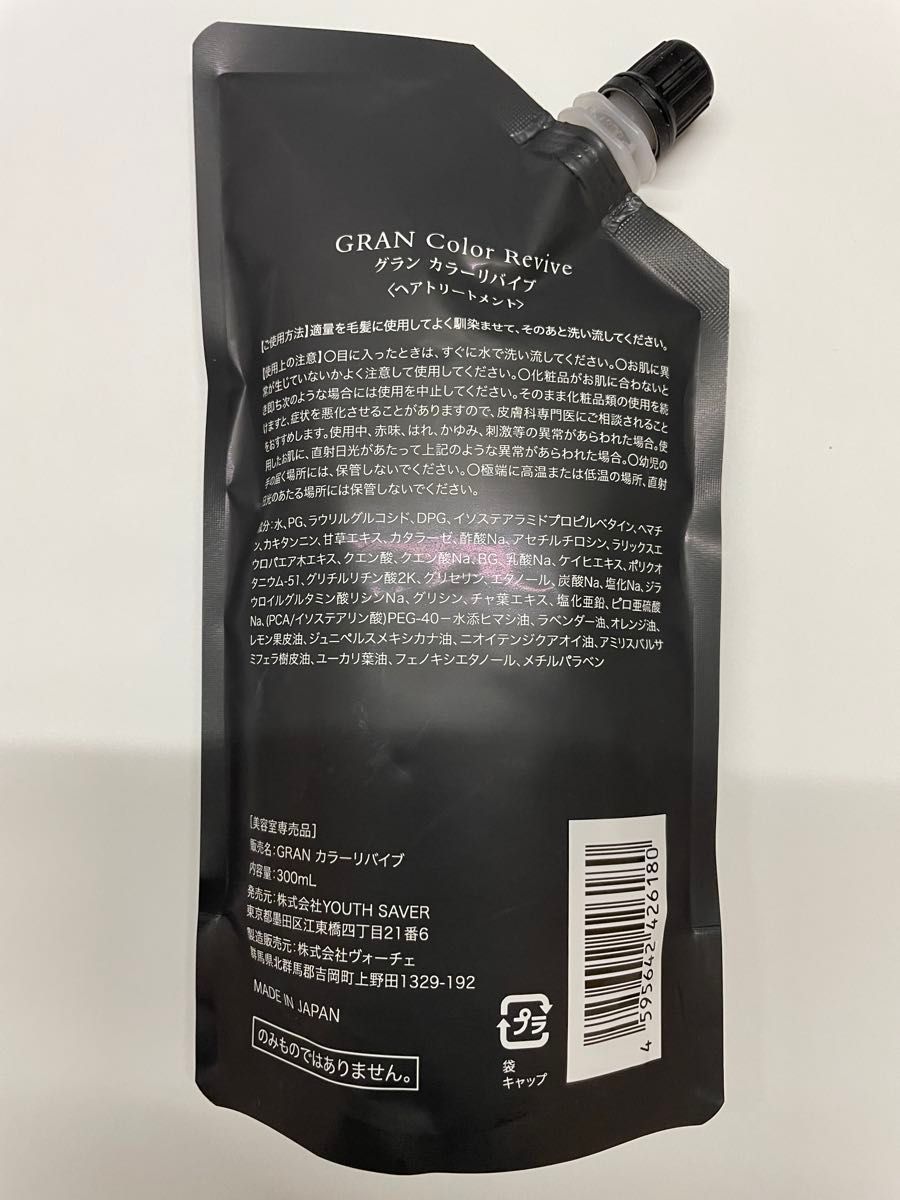 GRAN Color Revive
グラン カラーリバイブ
〈ヘアトリートメント〉
【ご使用方法】適量を毛髪に使用してよく馴染ませて、そのあと洗い流してください。
【使用上の注意】〇目に入ったときは、すぐに水で洗い流してください。〇お肌に異
常が生じていないかよく注意して使用してください。〇化粧品がお肌に合わないと
き即ち次のような場合には使用を中止してください。そのまま化粧品類の使用を続
けますと、症状を悪化させることがありますので、皮膚科専門医にご相談されること
をおすすめします。使用中、赤味、はれ、かゆみ、刺激等の異常があらわれた場合。使
用したお肌に、直射日光があたって上記のような異常があらわれた場合。〇幼児の
手の届く場所には、保管しないでください。〇極端に高温または低温の場所、直射
日光のあたる場所には保管しないでください。
成分：水、PG、ラウリルグルコシド、DPG、イソステアラミドプロピルベタイン、ヘマチ
ン、カキタンニン、甘草エキス、カタラーゼ、酢酸Na、アセチルチロシン、ラリックスエ
ウロパエア木エキス、クエン酸、クエン酸Na、BG、乳酸Na、ケイヒエキス、ポリクオ
タニウム-51、グリチルリチン酸2K、グリセリン、エタノール、炭酸Na、塩化Na、ジラ
ウロイルグルタミン酸リシンNa、グリシン、チャ葉エキス、塩化亜鉛、ピロ亜硫酸
Na、(PCA/イソステアリン酸)PEG-40－水添ヒマシ油、ラベンダー油、オレンジ油、
レモン果皮油、ジュニペルスメキシカナ油、ニオイテンジクアオイ油、アミリスバルサ
ミフェラ樹皮油、ユーカリ葉油、フェノキシエタノール、メチルパラベン
［美容室専売品］
販売名：GRAN カラーリバイブ
内容量：300mL
発売元：株式会社YOUTH SAVER
東京都墨田区江東橋四丁目21番6
製造販売元：株式会社ヴォーチェ
群馬県北群馬郡吉岡町上野田1329-192
MADE IN JAPAN
のみものではありません。
プラ
袋
キャップ
4 595642 426180